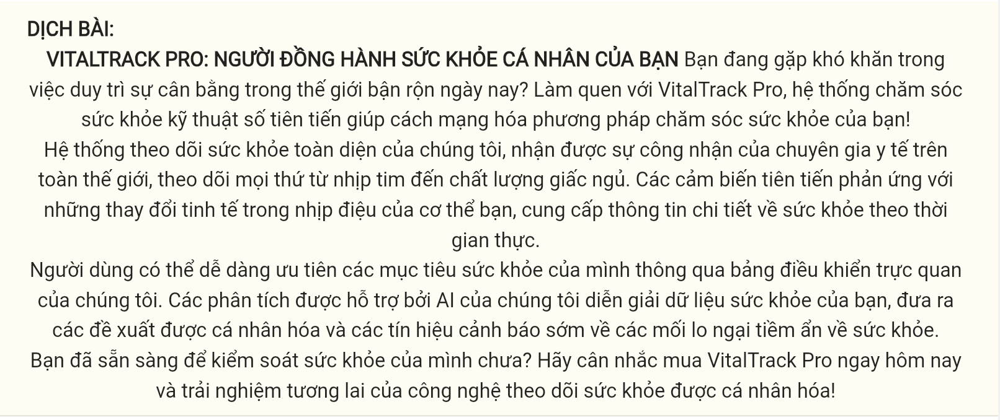 DỊCH BÀI:
VITALTRACK PRO: NGƯỜI ĐỒNG HÀNH SỨC KHỎE CÁ NHÂN CỦA BẠN Bạn đang gặp khó khăn trong
việc duy trì sự cân bằng trong thế giới bận rộn ngày nay? Làm quen với VitalTrack Pro, hệ thống chăm sóc
sức khỏe kỹ thuật số tiên tiến giúp cách mạng hóa phương pháp chăm sóc sức khỏe của bạn!
Hệ thống theo dõi sức khỏe toàn diện của chúng tôi, nhận được sự công nhận của chuyên gia y tế trên
toàn thế giới, theo dõi mọi thứ từ nhịp tim đến chất lượng giấc ngủ. Các cảm biến tiên tiến phản ứng với
những thay đổi tinh tế trong nhịp điệu của cơ thể bạn, cung cấp thông tin chi tiết về sức khỏe theo thời
gian thực.
Người dùng có thể dễ dàng ưu tiên các mục tiêu sức khỏe của mình thông qua bảng điều khiển trực quan
của chúng tôi. Các phân tích được hỗ trợ bởi AI của chúng tôi diễn giải dữ liệu sức khỏe của bạn, đưa ra
các đề xuất được cá nhân hóa và các tín hiệu cảnh báo sớm về các mối lo ngại tiềm ẩn về sức khỏe.
Bạn đã sẵn sàng để kiểm soát sức khỏe của mình chưa? Hãy cân nhắc mua VitalTrack Pro ngay hôm nay
và trải nghiệm tương lai của công nghệ theo dõi sức khỏe được cá nhân hóa!